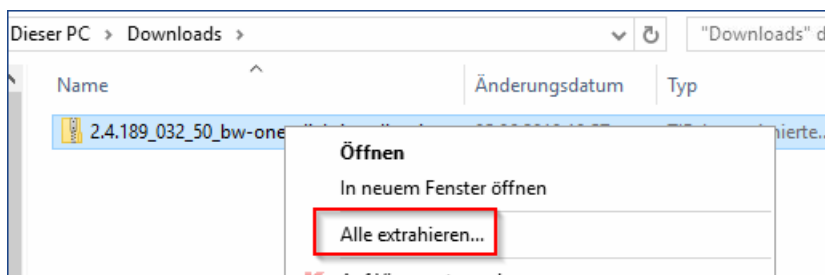 Dieser PC > Downloads >
"Downloads" d
Name
Änderungsdatum
Typ
2.4.189_032_50_bw-one
Öffnen
In neuem Fenster öffnen
Alle extrahieren...